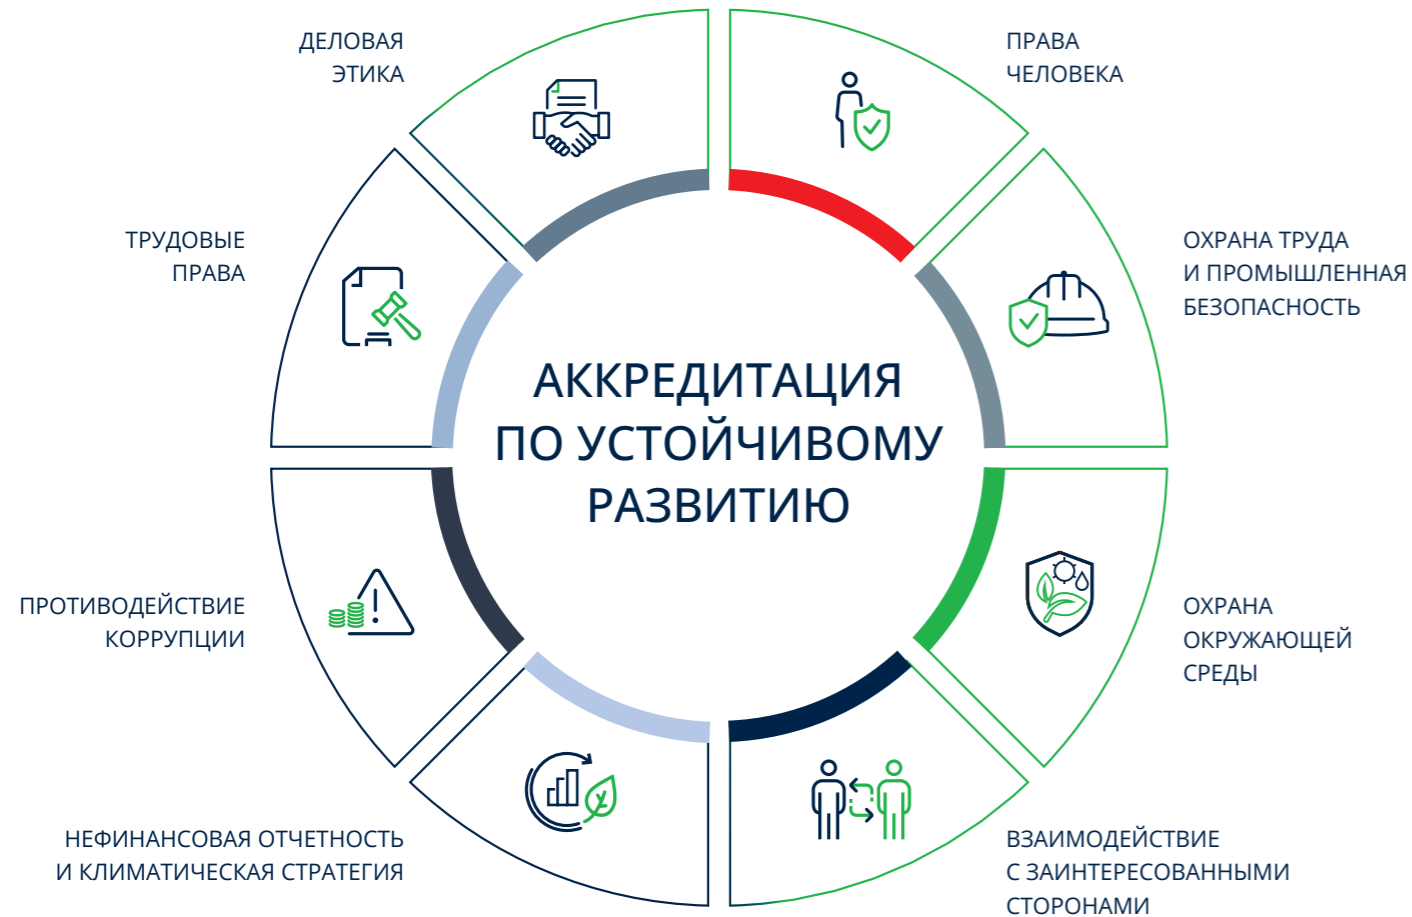 ДЕЛОВАЯ
ЭТИКА
ПРАВА
ЧЕЛОВЕКА
ТРУДОВЫЕ
ПРАВА
ОХРАНА ТРУДА
И ПРОМЫШЛЕННАЯ
БЕЗОПАСНОСТЬ
АККРЕДИТАЦИЯ
ПО УСТОЙЧИВОМУ
РАЗВИТИЮ
ПРОТИВОДЕЙСТВИЕ
КОРРУПЦИИ
ОХРАНА
ОКРУЖАЮЩЕЙ
СРЕДЫ
НЕФИНАНСОВАЯ ОТЧЕТНОСТЬ
И КЛИМАТИЧЕСКАЯ СТРАТЕГИЯ
ВЗАИМОДЕЙСТВИЕ
С ЗАИНТЕРЕСОВАННЫМИ
СТОРОНАМИ